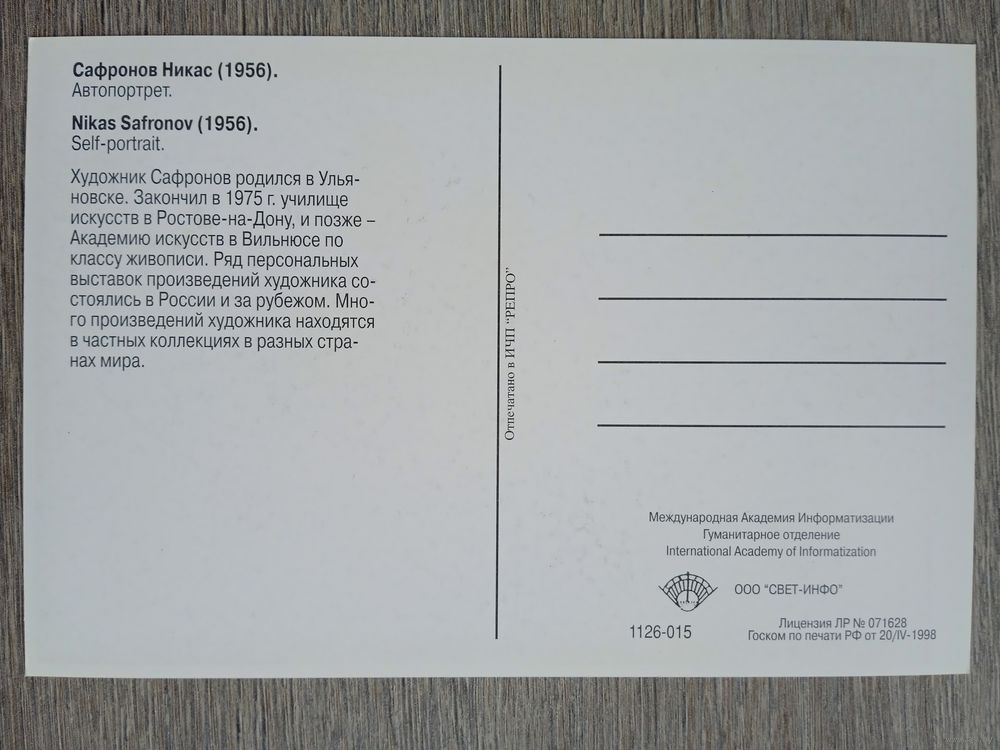 Сафронов Никас (1956).
Автопортрет.
Nikas Safronov (1956).
Self-portrait.
Художник Сафронов родился в Улья-
новске. Закончил в 1975 г. училище
искусств в Ростове-на-Дону, и позже –
Академию искусств в Вильнюсе по
классу живописи. Ряд персональных
выставок произведений художника со-
стоялись в России и за рубежом. Мно-
го произведений художника находятся
в частных коллекциях в разных стра-
нах мира.
Отпечатано в ИЧП “РЕПРО”
Международная Академия Информатизации
Гуманитарное отделение
International Academy of Informatization
ООО “СВЕТ-ИНФО”
1126-015
Лицензия ЛР № 071628
Госком по печати РФ от 20/IV-1998